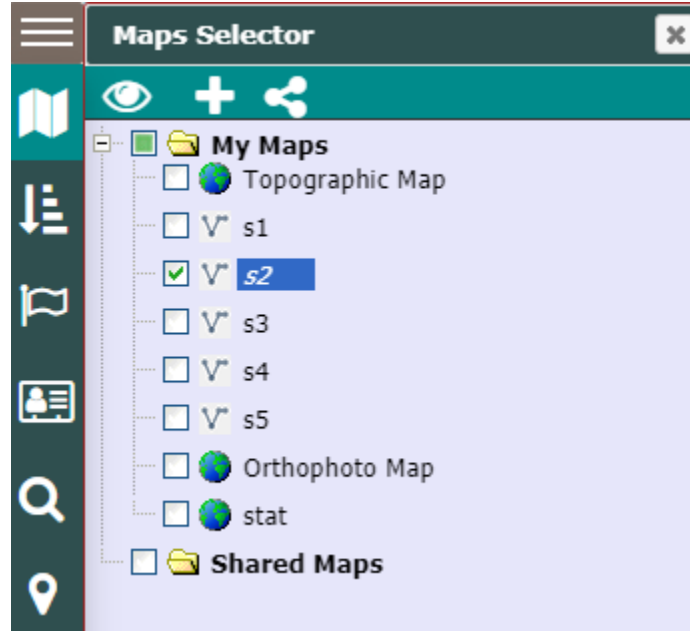 Maps Selector
My Maps
Topographic Map
s1
s2
s3
s4
s5
Orthophoto Map
stat
Shared Maps